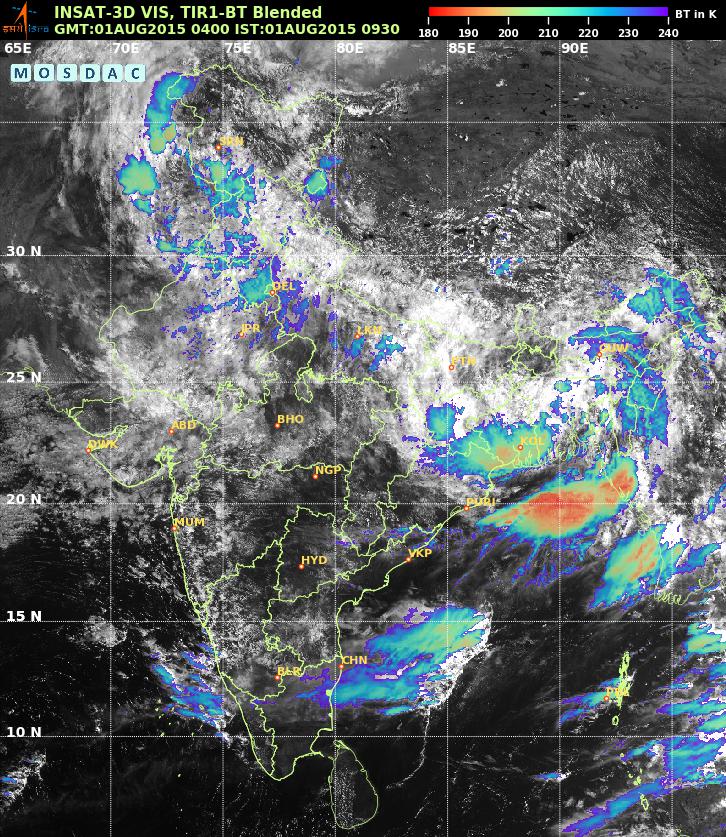 INSAT-3D VIS, TIR1-BT Blended
GMT:01AUG2015 0400 IST:01AUG2015 0930
BT in K
180 190 200 210 220 230 240
65E 70E 75E 80E 85E 90E
MOSDAC
SRN
30 N
DEL
JPR
LKN
PTN
25 N
ABD
BHO
DWK
KOL
NGP
20 N
PURI
MUM
HYD
VKP
15 N
CHN
BLR
10 N